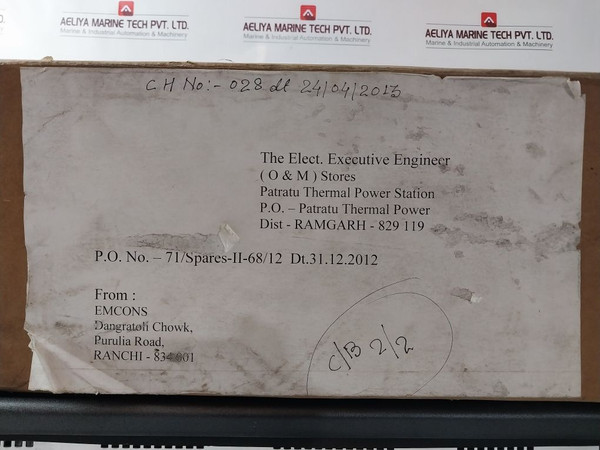 AELIYA MARINE TECH PVT. LTD.
Marine & Industrial Automation & Machinery
AELIYA MARINE TECH PVT. LTD.
Marine & Industrial Automation & Machinery
AELIYA MARINE TECH PVT. LTD.
Marine & Industrial Automation & Machinery
CH No:- 028 dt 24/04/2013
The Elect. Executive Engineer
( O & M ) Stores
Patratu Thermal Power Station
P.O. – Patratu Thermal Power
Dist - RAMGARH - 829 119
P.O. No. – 71/Spares-II-68/12 Dt.31.12.2012
From :
EMCONS
Dangratoli Chowk,
Purulia Road,
RANCHI - 834 001
C/B 2/2